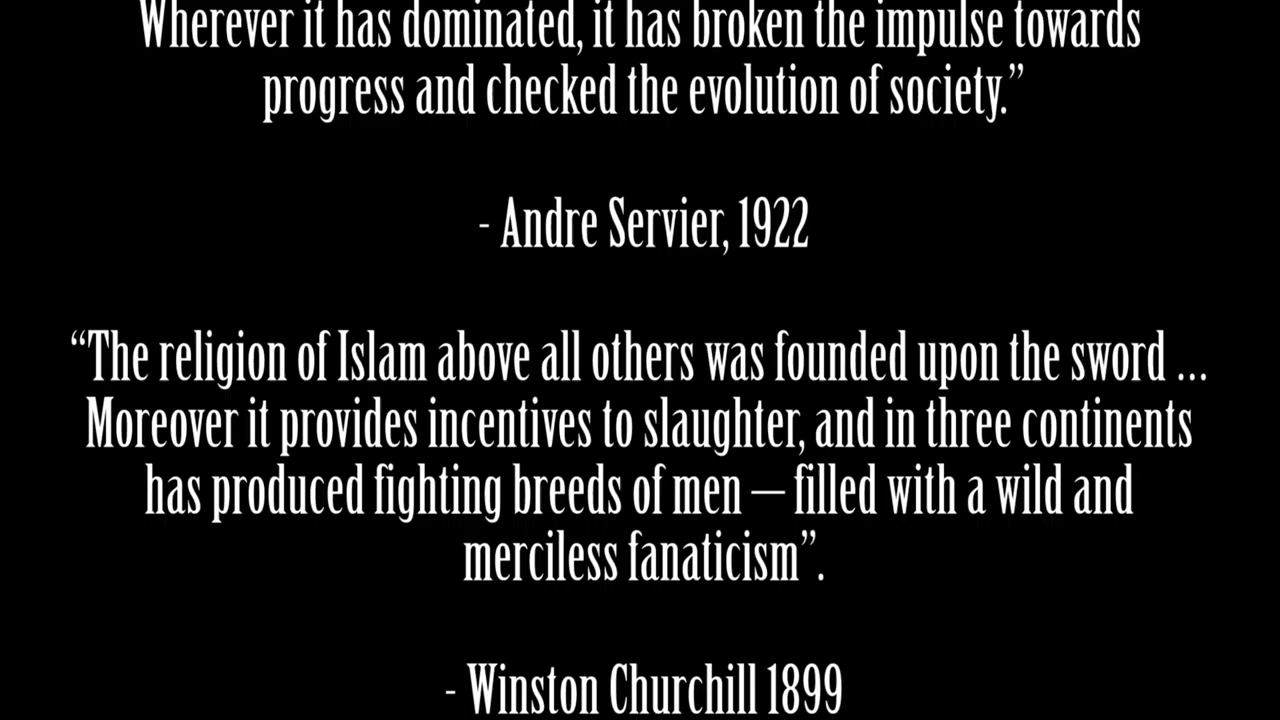 Wherever it has dominated, it has broken the impulse towards
progress and checked the evolution of society.”
- Andre Servier, 1922
“The religion of Islam above all others was founded upon the sword ...
Moreover it provides incentives to slaughter, and in three continents
has produced fighting breeds of men — filled with a wild and
merciless fanaticism”.
- Winston Churchill 1899